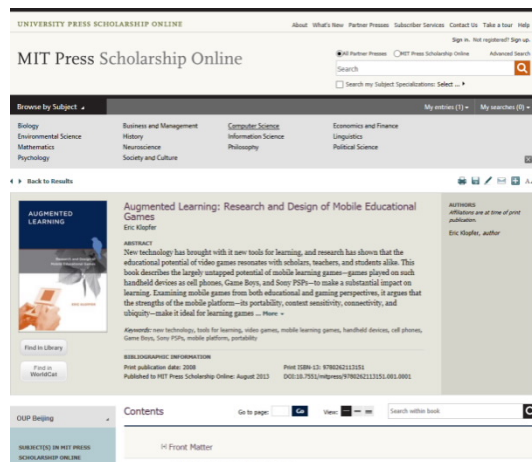 UNIVERSITY PRESS SCHOLARSHIP ONLINE
About What's New Partner Presses Subscriber Services Contact Us Take a tour Help
Sign in. Not registered? Sign up.
MIT Press Scholarship Online
All Partner Presses MIT Press Scholarship Online Advanced Search
Search
Search my Subject Specializations: Select ...
Browse by Subject
My entries (1) My searches (0)
Biology Business and Management Computer Science Economics and Finance
Environmental Science History Information Science Linguistics
Mathematics Neuroscience Philosophy Political Science
Psychology Society and Culture
Back to Results
AUGMENTED
LEARNING
Research and Design of
Mobile Educational Games
ERIC KLOPFER
Find in Library
Find in
WorldCat
Augmented Learning: Research and Design of Mobile Educational
Games
Eric Klopfer
ABSTRACT
New technology has brought with it new tools for learning, and research has shown that the
educational potential of video games resonates with scholars, teachers, and students alike. This
book describes the largely untapped potential of mobile learning games—games played on such
handheld devices as cell phones, Game Boys, and Sony PSPs—to make a substantial impact on
learning. Examining mobile games from both educational and gaming perspectives, it argues that
the strengths of the mobile platform—its portability, context sensitivity, connectivity, and
ubiquity—make it ideal for learning games ... More
Keywords: new technology, tools for learning, video games, mobile learning games, handheld devices, cell phones,
Game Boys, Sony PSPs, mobile platform, portability
BIBLIOGRAPHIC INFORMATION
Print publication date: 2008 Print ISBN-13: 9780262113151
Published to MIT Press Scholarship Online: August 2013 DOI:10.7551/mitpress/9780262113151.001.0001
AUTHORS
Affiliations are at time of print
publication.
Eric Klopfer, author
OUP Beijing
SUBJECT(S) IN MIT PRESS
SCHOLARSHIP ONLINE
Contents Go to page: Go View: Search within book
Front Matter